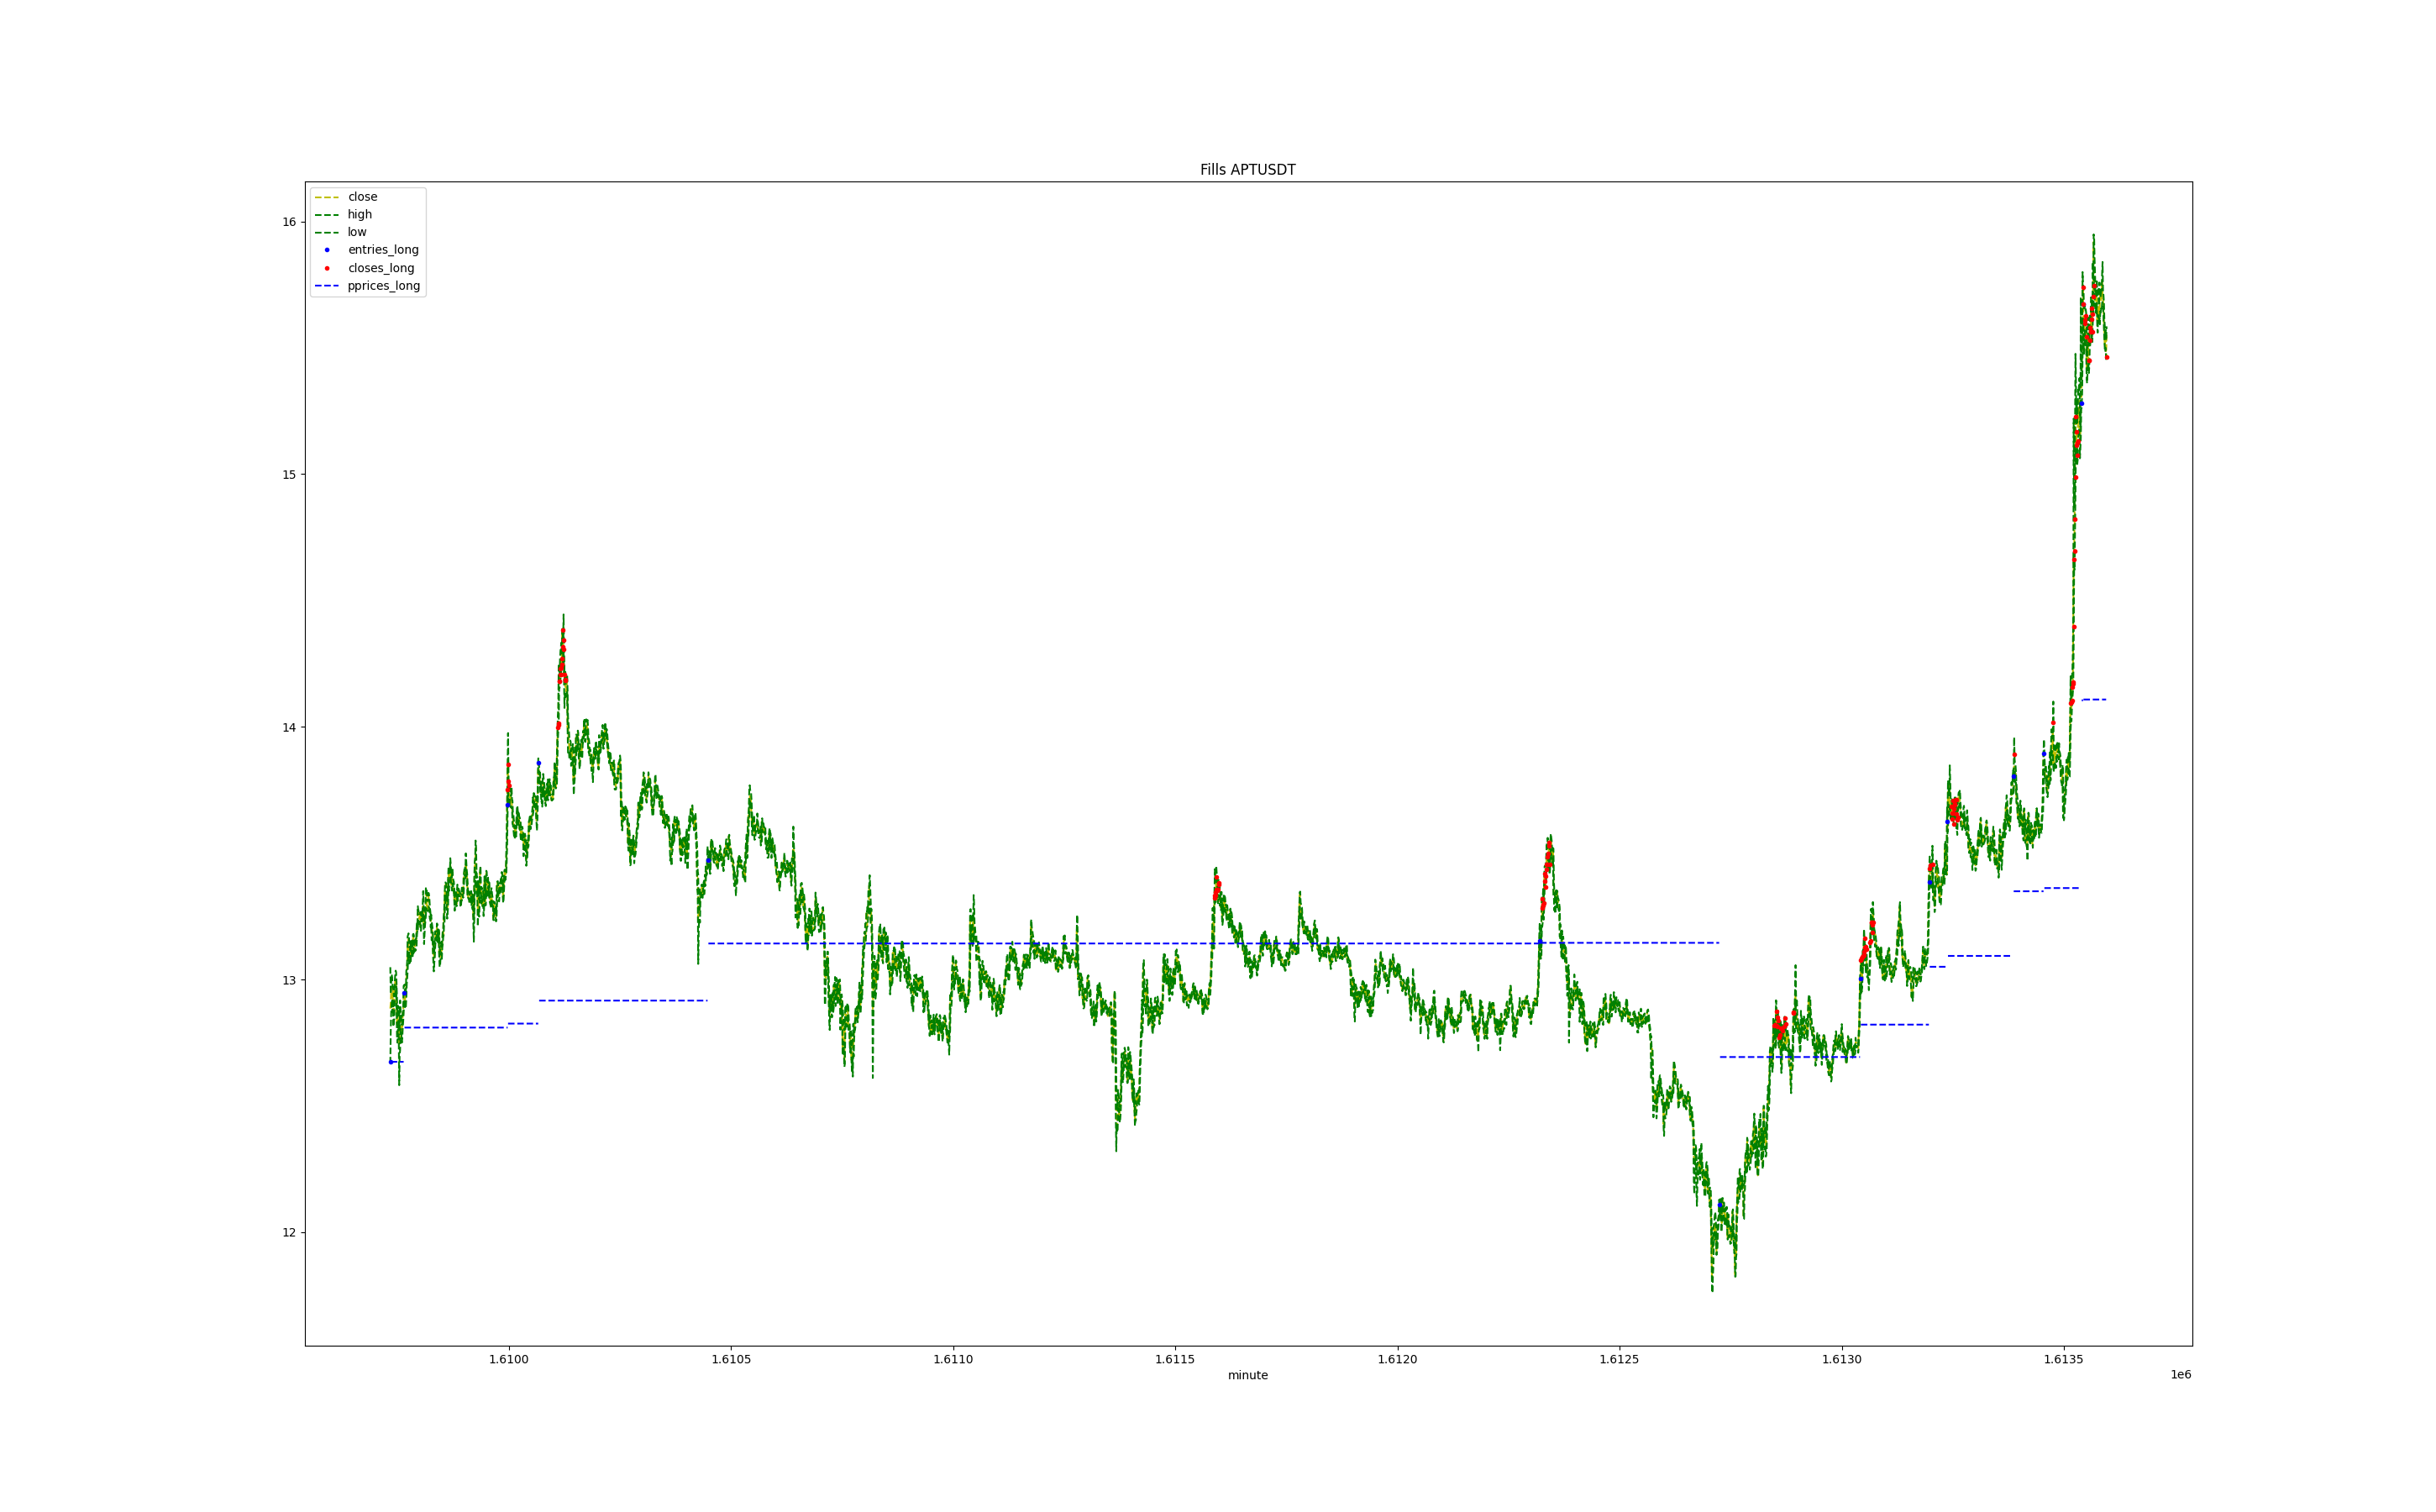 Fills APTUSDT
close
high
low
entries_long
closes_long
pprices_long
16
15
14
13
12
1.6100 1.6105 1.6110 1.6115 1.6120 1.6125 1.6130 1.6135
minute
1e6